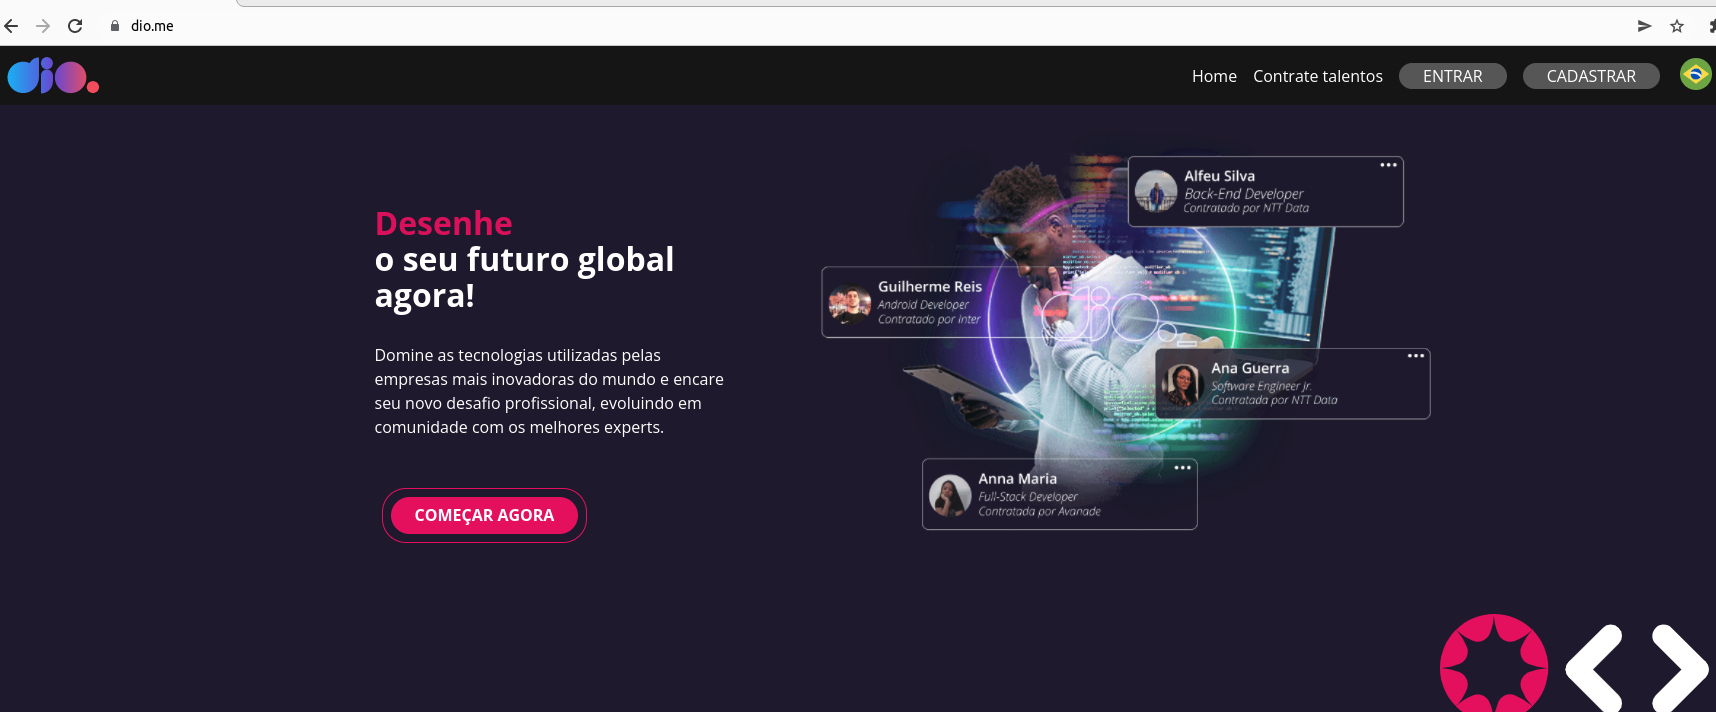 dio.me
dio.
Home
Contrate talentos
ENTRAR
CADASTRAR
Desenhe
o seu futuro global
agora!
Domine as tecnologias utilizadas pelas
empresas mais inovadoras do mundo e encare
seu novo desafio profissional, evoluindo em
comunidade com os melhores experts.
COMEÇAR AGORA
Alfeu Silva
Back-End Developer
Contratado por NTT Data
Guilherme Reis
Android Developer
Contratado por Inter
dio.
Ana Guerra
Software Engineer jr.
Contratada por NTT Data
Anna Maria
Full-Stack Developer
Contratada por Avanade